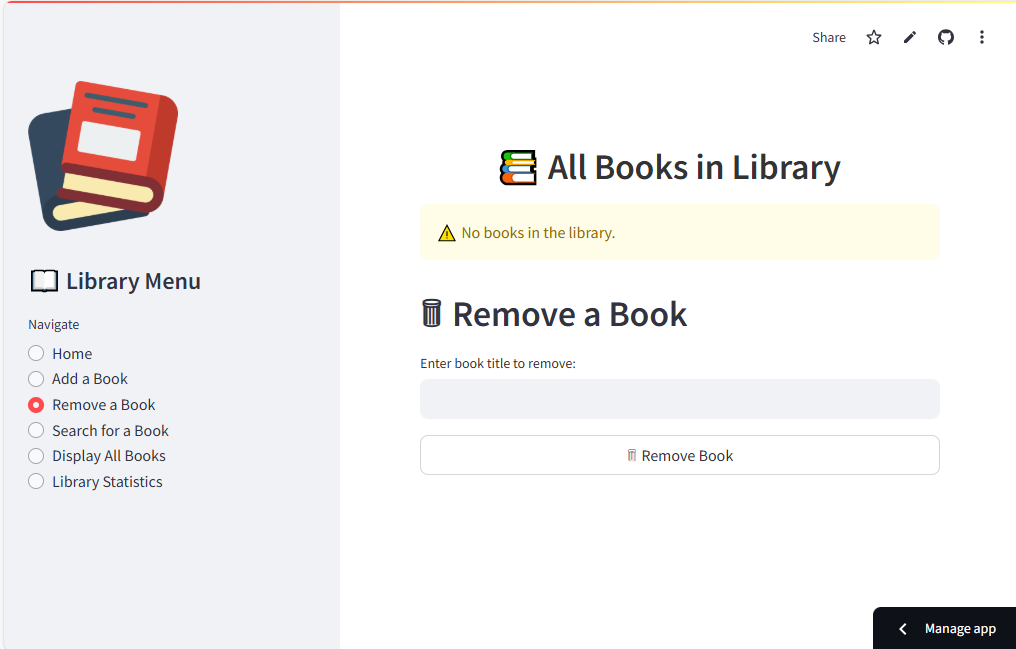 Share
All Books in Library
No books in the library.
Library Menu
Remove a Book
Navigate
Enter book title to remove:
Home
Add a Book
Remove a Book
Search for a Book
Remove Book
Display All Books
Library Statistics
Manage app